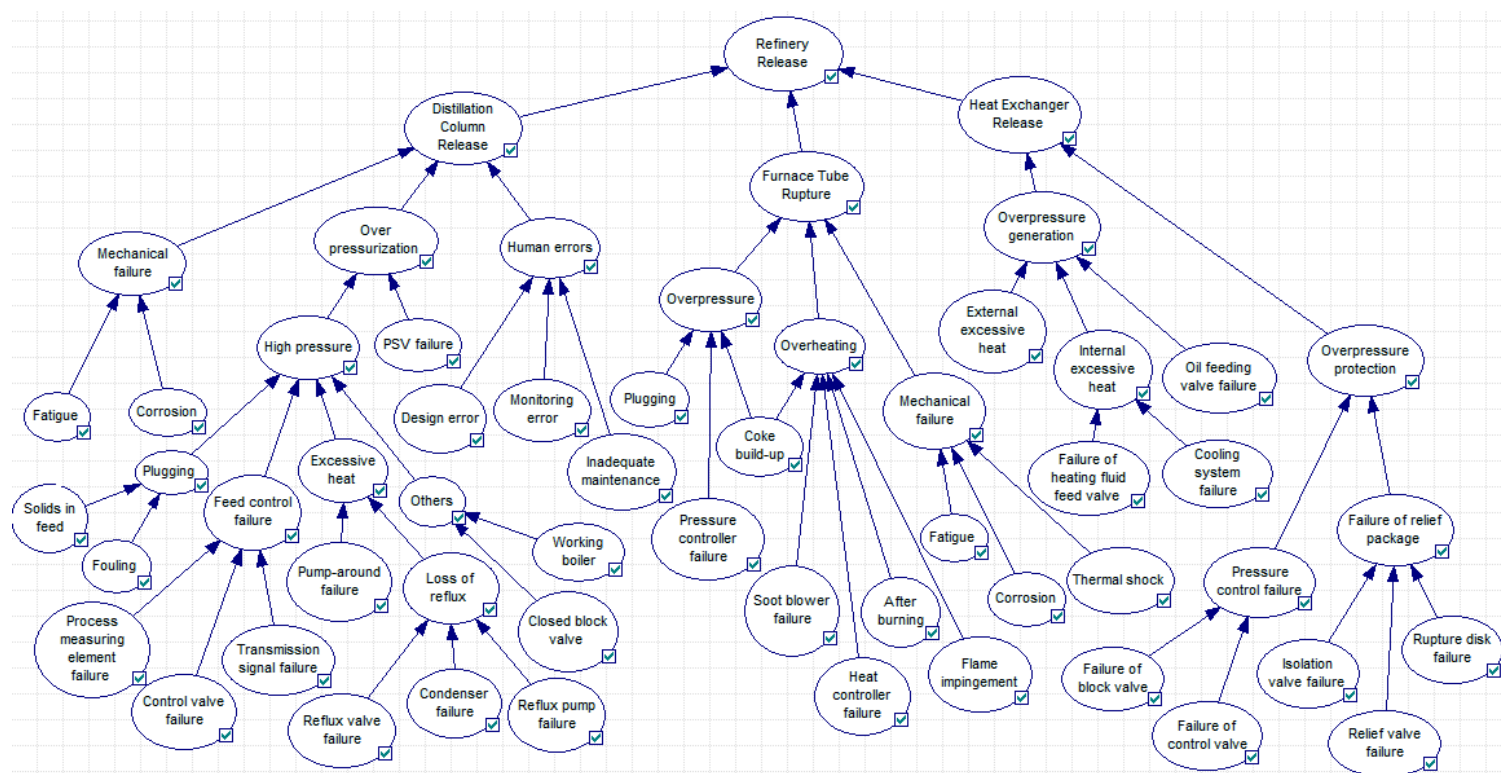 Refinery
Release
Distillation
Column
Release
Heat Exchanger
Release
Furnace Tube
Rupture
Mechanical
failure
Over
pressurization
Human errors
Overpressure
generation
Overpressure
External
excessive
heat
High pressure
PSV failure
Overheating
Internal
excessive
heat
Oil feeding
valve failure
Overpressure
protection
Fatigue
Corrosion
Design error
Monitoring
error
Plugging
Coke
build-up
Mechanical
failure
Plugging
Excessive
heat
Inadequate
maintenance
Failure of
heating fluid
feed valve
Cooling
system
failure
Solids in
feed
Feed control
failure
Others
Pressure
controller
failure
Fatigue
Failure of relief
package
Fouling
Pump-around
failure
Loss of
reflux
Working
boiler
Soot blower
failure
After
burning
Corrosion
Thermal shock
Pressure
control failure
Process
measuring
element
failure
Transmission
signal failure
Closed block
valve
Flame
impingement
Failure of
block valve
Isolation
valve failure
Rupture disk
failure
Control valve
failure
Reflux valve
failure
Condenser
failure
Reflux pump
failure
Heat
controller
failure
Failure of
control valve
Relief valve
failure